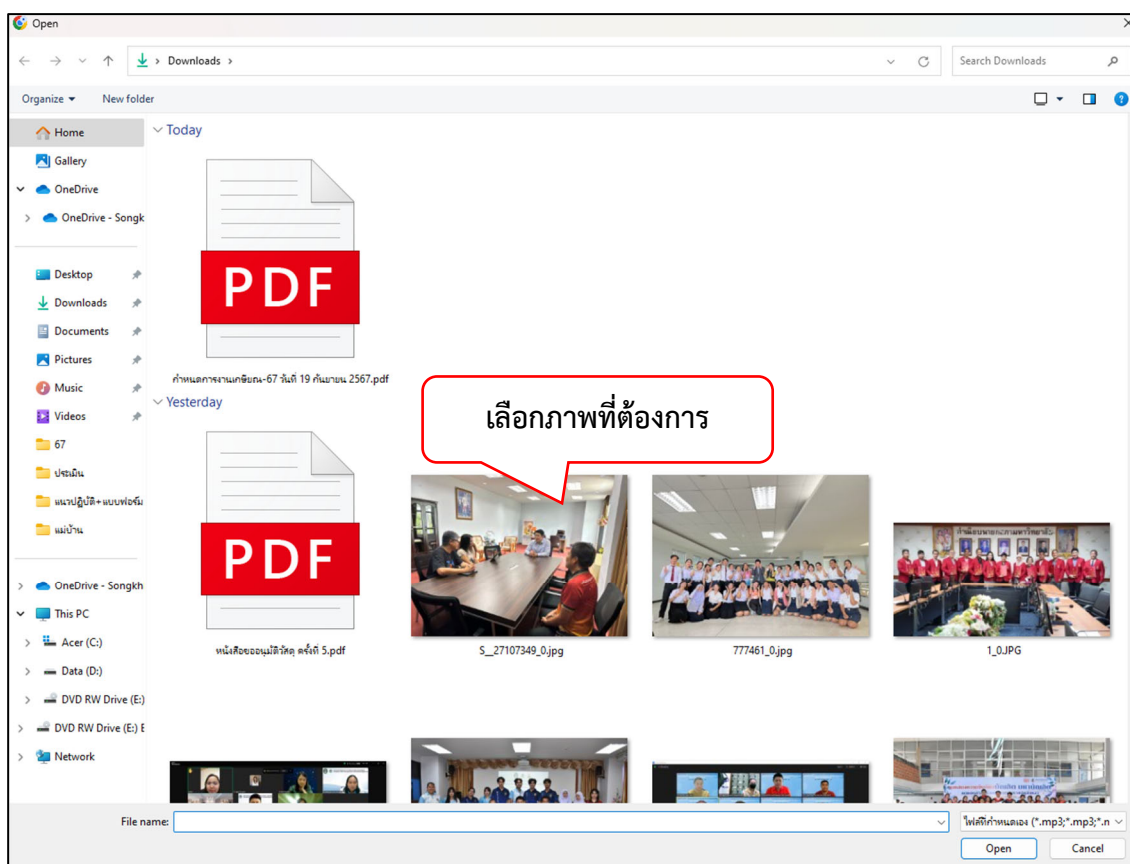 Open
Downloads
Search Downloads
Organize
New folder
Home
Gallery
OneDrive
OneDrive - Songk
Desktop
Downloads
Documents
Pictures
Music
Videos
67
ประเมิน
แนวปฏิบัติ+แบบฟอร์ม
แม่บ้าน
OneDrive - Songkh
This PC
Acer (C:)
Data (D:)
DVD RW Drive (E:)
DVD RW Drive (E:) E
Network
Today
PDF
กำหนดการงานเกษียณ-67 วันที่ 19 กันยายน 2567.pdf
Yesterday
เลือกภาพที่ต้องการ
PDF
หนังสือขออนุมัติวัสดุ ครั้งที่ 5.pdf
S__27107349_0.jpg
777461_0.jpg
1_0.JPG
File name:
ไฟล์ที่กำหนดเอง (*.mp3;*.mp3;*.n
Open
Cancel